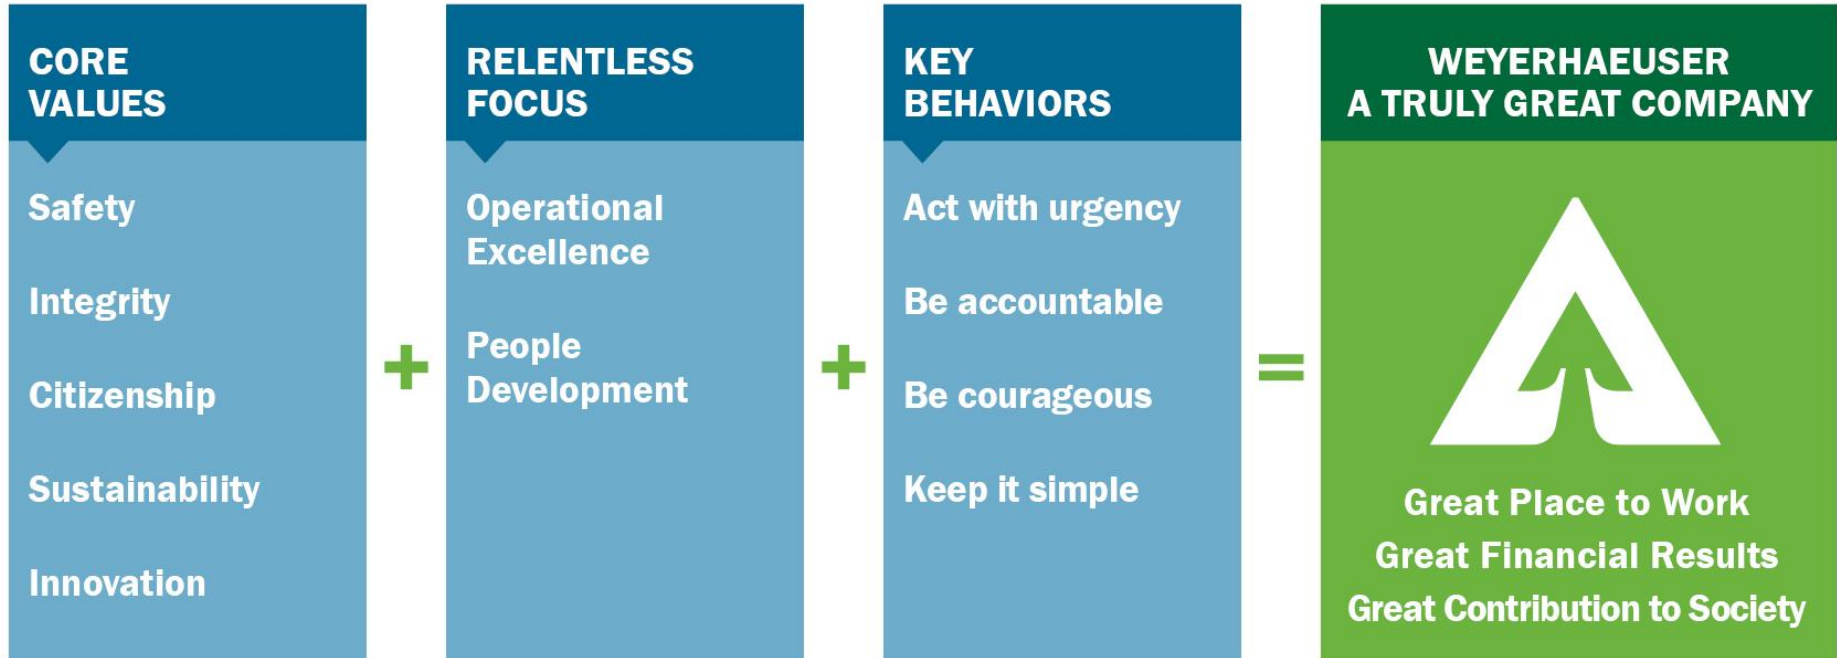 CORE
VALUES
Safety
Integrity
Citizenship
Sustainability
Innovation
+
RELENTLESS
FOCUS
Operational
Excellence
People
Development
+
KEY
BEHAVIORS
Act with urgency
Be accountable
Be courageous
Keep it simple
=
WEYERHAEUSER
A TRULY GREAT COMPANY
Great Place to Work
Great Financial Results
Great Contribution to Society